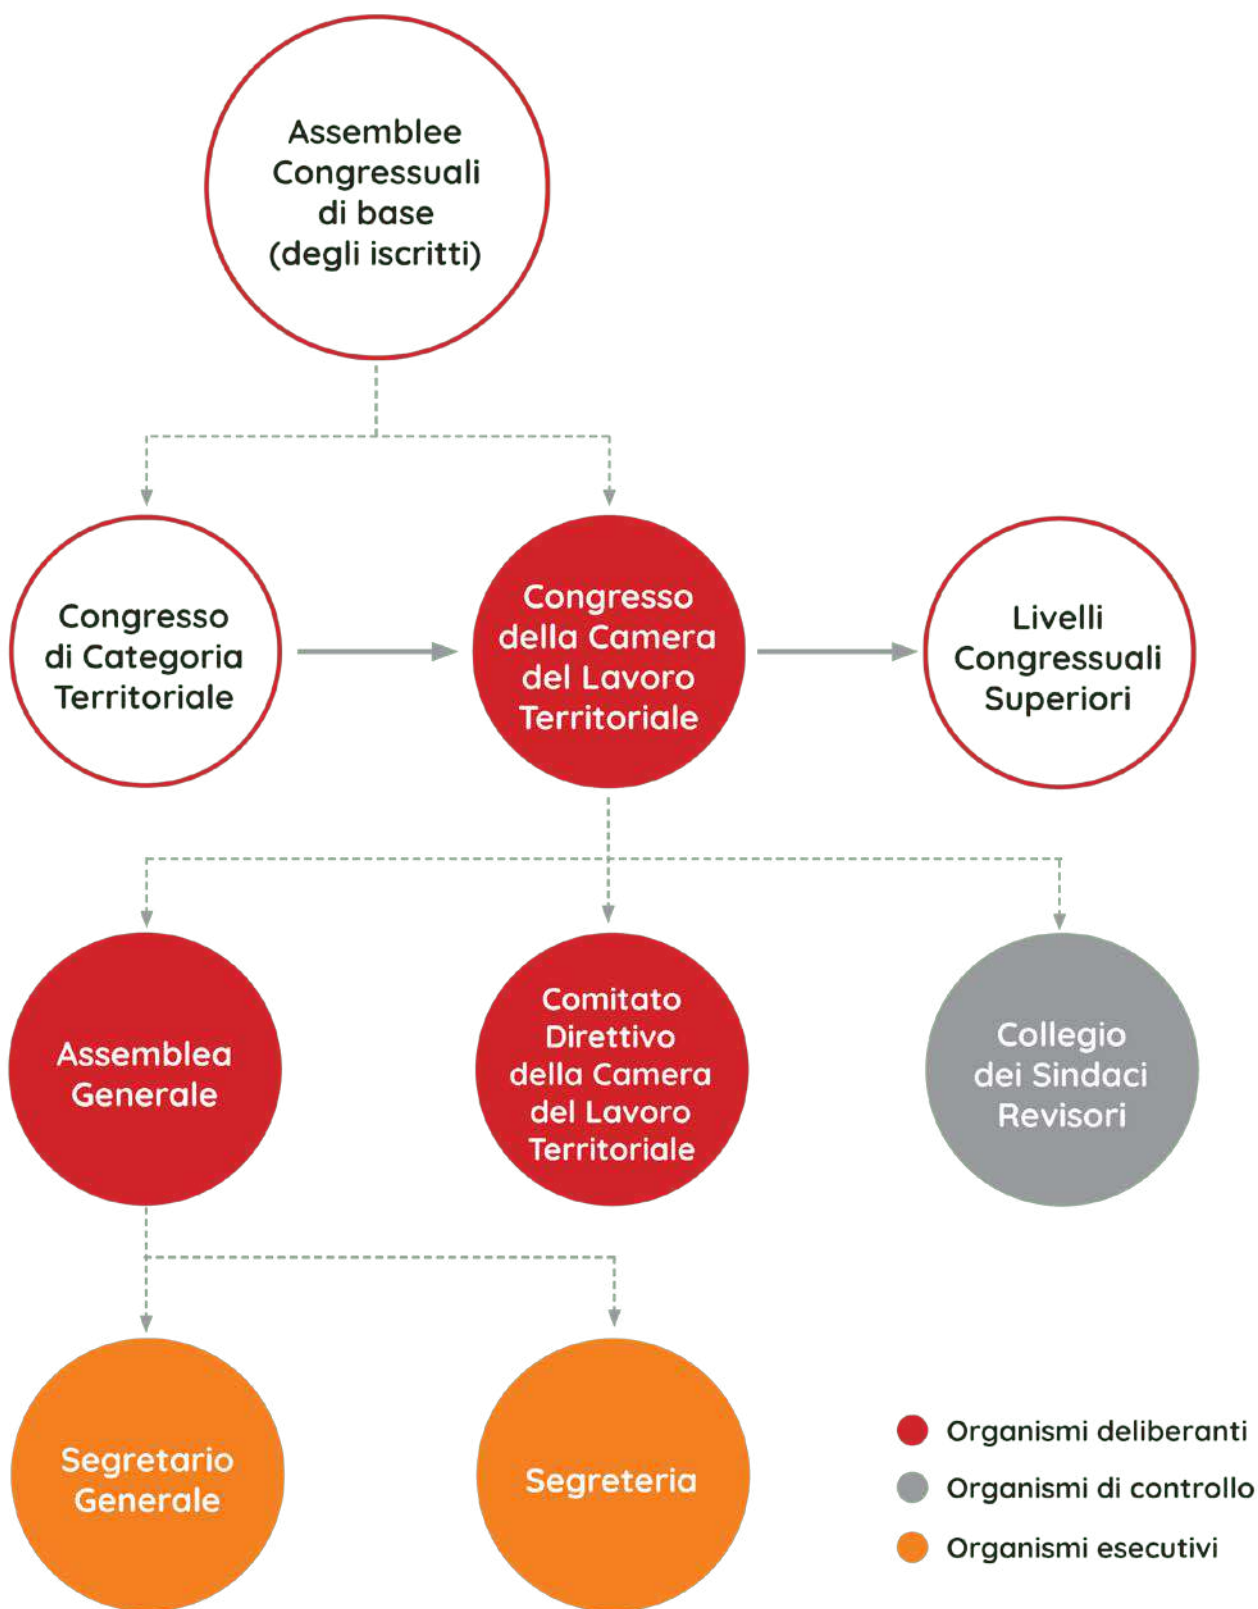 Assemblee
Congressuali
di base
(degli iscritti)
Congresso
di Categoria
Territoriale
Congresso
della Camera
del Lavoro
Territoriale
Livelli
Congressuali
Superiori
Assemblea
Generale
Comitato
Direttivo
della Camera
del Lavoro
Territoriale
Collegio
dei Sindaci
Revisori
Segretario
Generale
Segreteria
Organismi deliberanti
Organismi di controllo
Organismi esecutivi